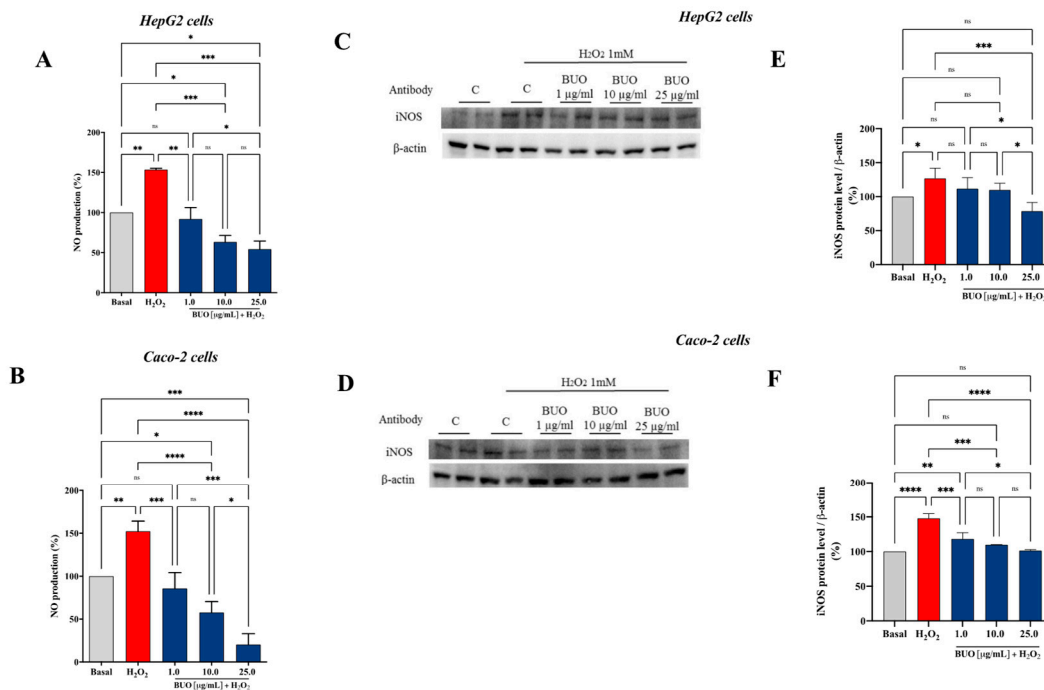 HepG2 cells
A
*
***
*
***
ns
*
**
**
ns
ns
200
150
100
50
0
NO production (%)
Basal
H₂O₂
1.0
10.0
25.0
BUO [µg/mL] + H₂O₂
Caco-2 cells
B
***
****
*
****
ns
***
**
***
ns
*
200
150
100
50
0
NO production (%)
Basal
H₂O₂
1.0
10.0
25.0
BUO [µg/mL] + H₂O₂
HepG2 cells
C
H₂O₂ 1mM
Antibody
C
C
BUO
1 µg/ml
BUO
10 µg/ml
BUO
25 µg/ml
iNOS
β-actin
Caco-2 cells
D
H₂O₂ 1mM
Antibody
C
C
BUO
1 µg/ml
BUO
10 µg/ml
BUO
25 µg/ml
iNOS
β-actin
E
ns
***
ns
ns
ns
*
*
ns
ns
*
200
150
100
50
0
iNOS protein level / β-actin
(%)
Basal
H₂O₂
1.0
10.0
25.0
BUO [µg/mL] + H₂O₂
F
ns
****
ns
***
**
*
****
***
ns
ns
200
150
100
50
0
iNOS protein level / β-actin
(%)
Basal
H₂O₂
1.0
10.0
25.0
BUO [µg/mL] + H₂O₂